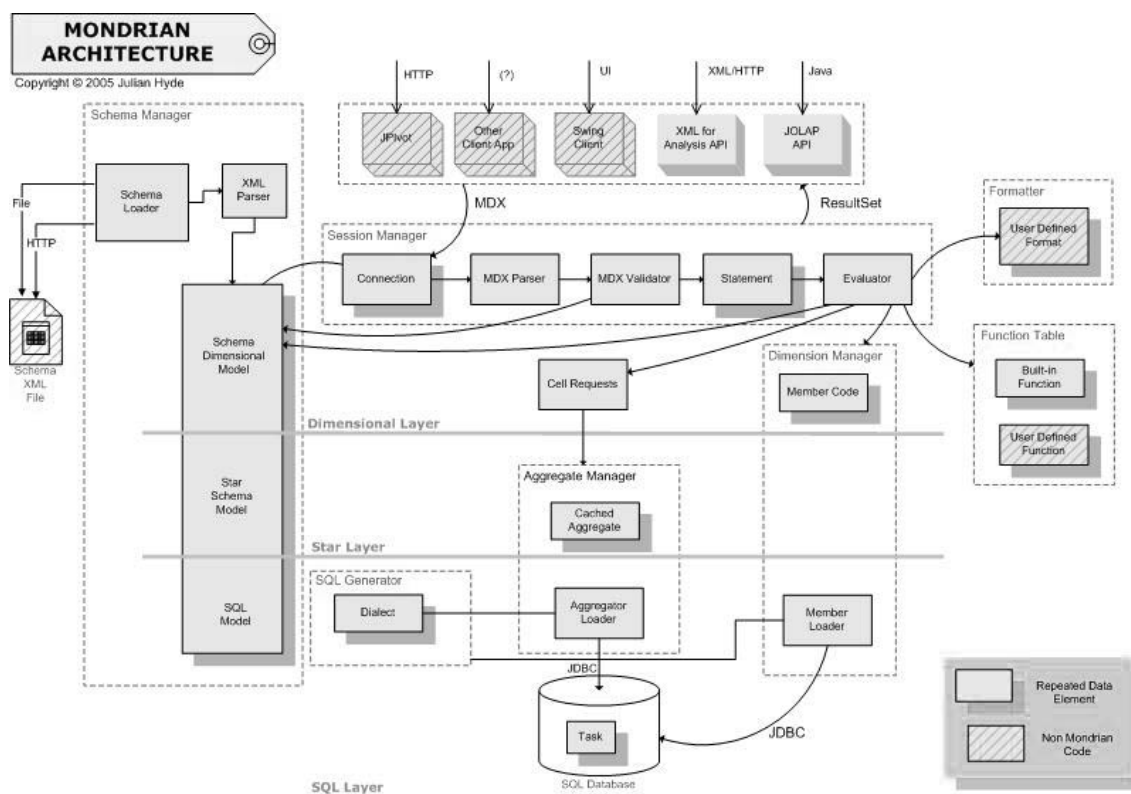 MONDRIAN
ARCHITECTURE
Copyright © 2005 Julian Hyde
HTTP
(?)
UI
XML/HTTP
Java
JPivot
Other
Client App
Swing
Client
XML for
Analysis API
JOLAP
API
Schema Manager
Schema
Loader
XML
Parser
File
HTTP
Schema
XML
File
MDX
ResultSet
Session Manager
Connection
MDX Parser
MDX Validator
Statement
Evaluator
Formatter
User Defined
Format
Function Table
Built-in
Function
User Defined
Function
Schema
Dimensional
Model
Cell Requests
Dimension Manager
Member Code
Dimensional Layer
Star
Schema
Model
Aggregate Manager
Cached
Aggregate
Star Layer
SQL Generator
Dialect
Aggregator
Loader
Member
Loader
SQL
Model
JDBC
JDBC
Task
SQL Database
SQL Layer
Repeated Data
Element
Non Mondrian
Code